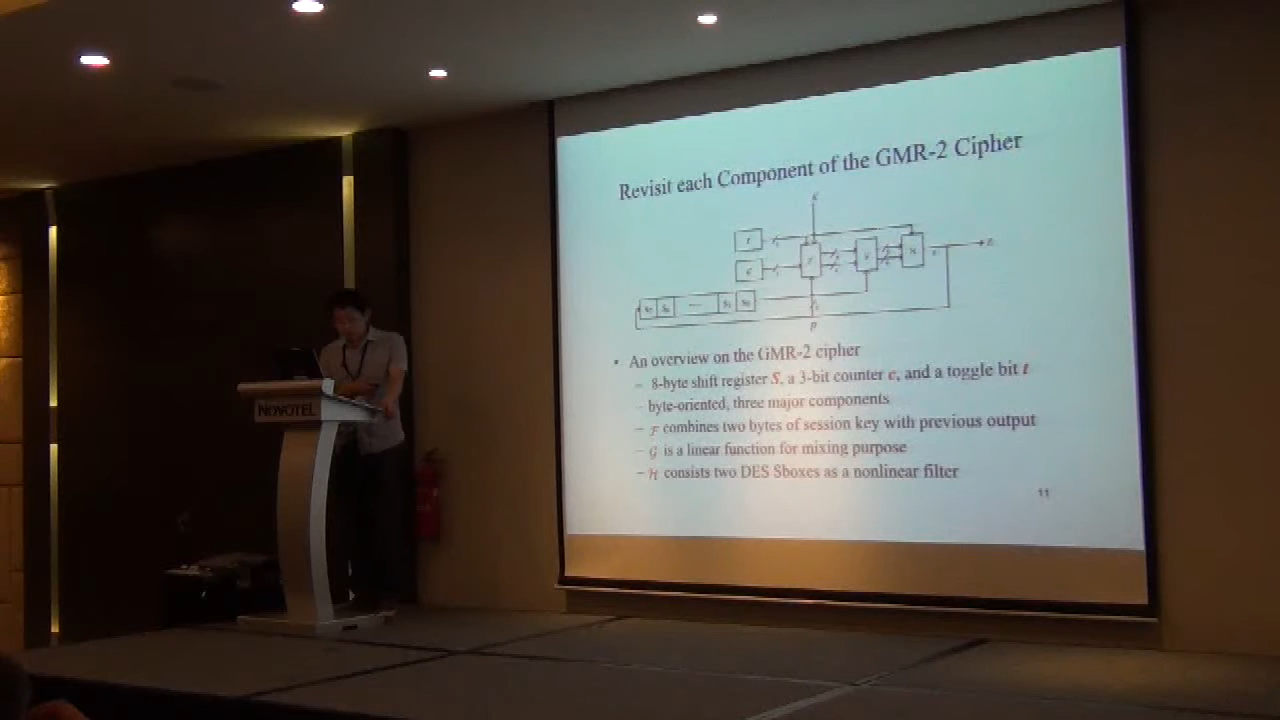 Revisit each Component of the GMR-2 Cipher
• An overview on the GMR-2 cipher
– 8-byte shift register S, a 3-bit counter c, and a toggle bit t
– byte-oriented, three major components
– F combines two bytes of session key with previous output
– G is a linear function for mixing purpose
– H consists two DES Sboxes as a nonlinear filter
11
NOVOTEL